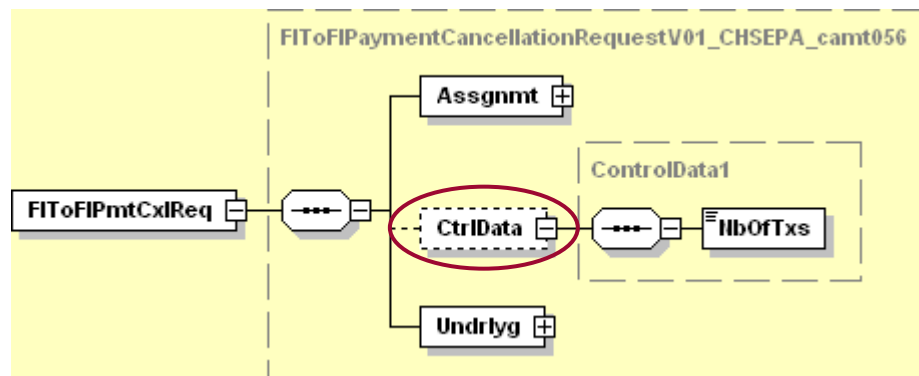 FIToFIPaymentCancellationRequestV01_CHSEPA_camt056
Assgnmt
ControlData1
FIToFIPmtCxlReq
CtrlData
NbOfTxs
Undrlyg